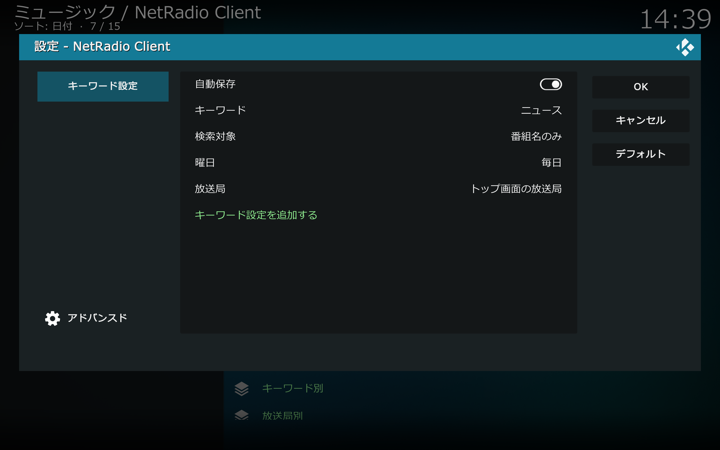 ミュージック / NetRadio Client
ソート: 日付 · 7 / 15
14:39
設定 - NetRadio Client
キーワード設定
自動保存
キーワード ニュース
検索対象 番組名のみ
曜日 毎日
放送局 トップ画面の放送局
キーワード設定を追加する
OK
キャンセル
デフォルト
アドバンスド
キーワード別
放送局別